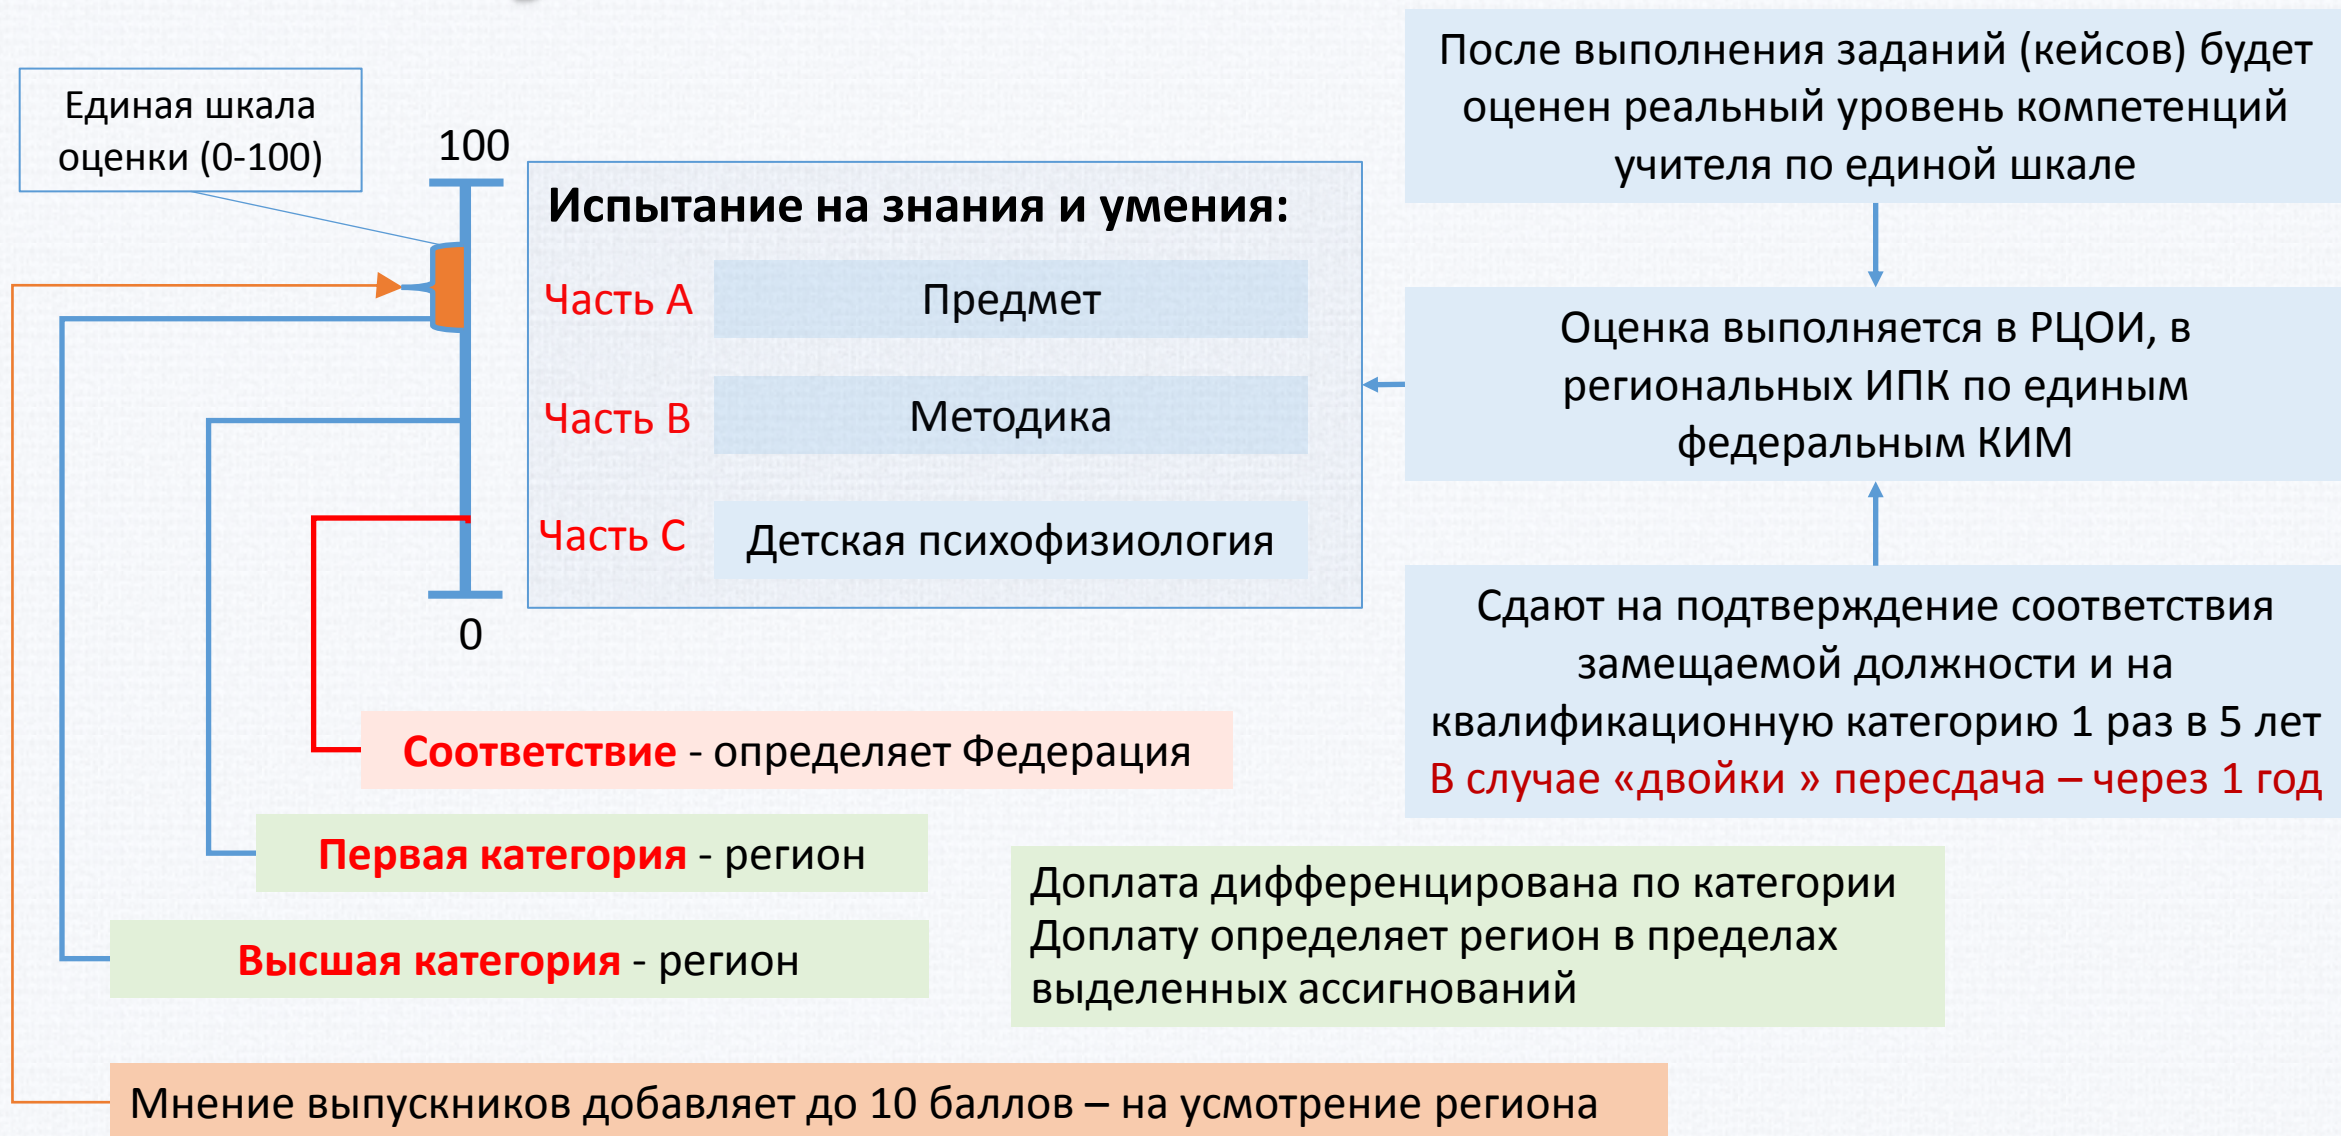 Единая шкала
оценки (0-100)
100
0
Испытание на знания и умения:
Часть А
Предмет
Часть В
Методика
Часть С
Детская психофизиология
После выполнения заданий (кейсов) будет
оценен реальный уровень компетенций
учителя по единой шкале
Оценка выполняется в РЦОИ, в
региональных ИПК по единым
федеральным КИМ
Сдают на подтверждение соответствия
замещаемой должности и на
квалификационную категорию 1 раз в 5 лет
В случае «двойки » пересдача – через 1 год
Соответствие - определяет Федерация
Первая категория - регион
Высшая категория - регион
Доплата дифференцирована по категории
Доплату определяет регион в пределах
выделенных ассигнований
Мнение выпускников добавляет до 10 баллов – на усмотрение региона